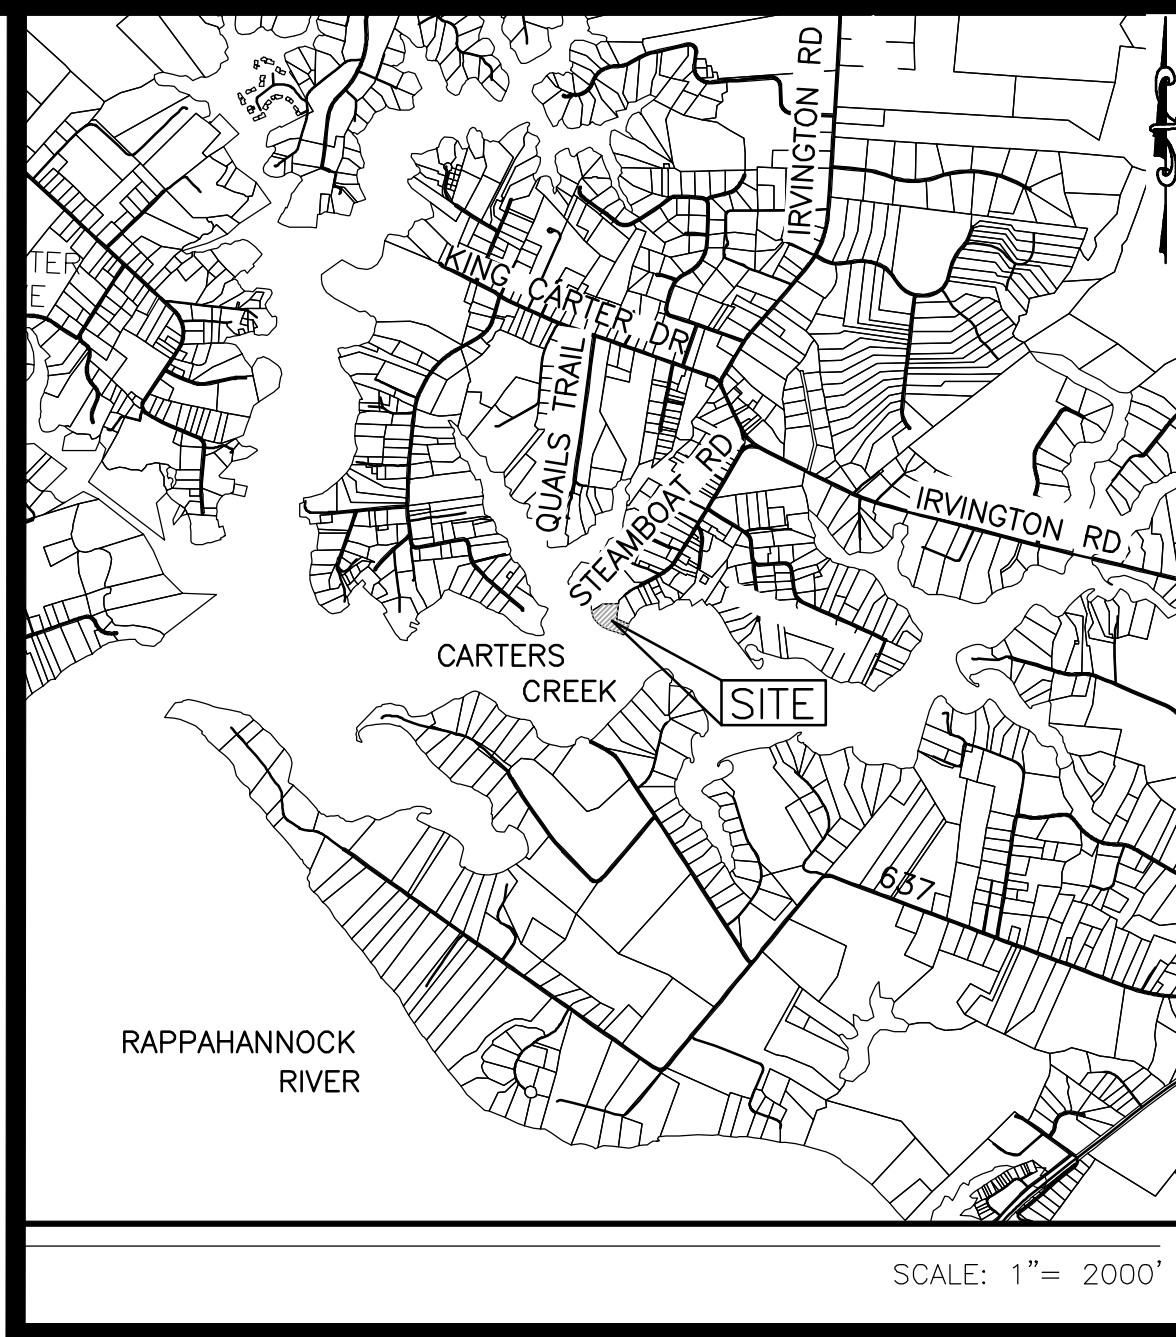 IRVINGTON RD
KING CARTER DR
QUAILS TRAIL
STEAMBOAT RD
IRVINGTON RD
CARTERS
CREEK
SITE
637
RAPPAHANNOCK
RIVER
SCALE: 1"= 2000'